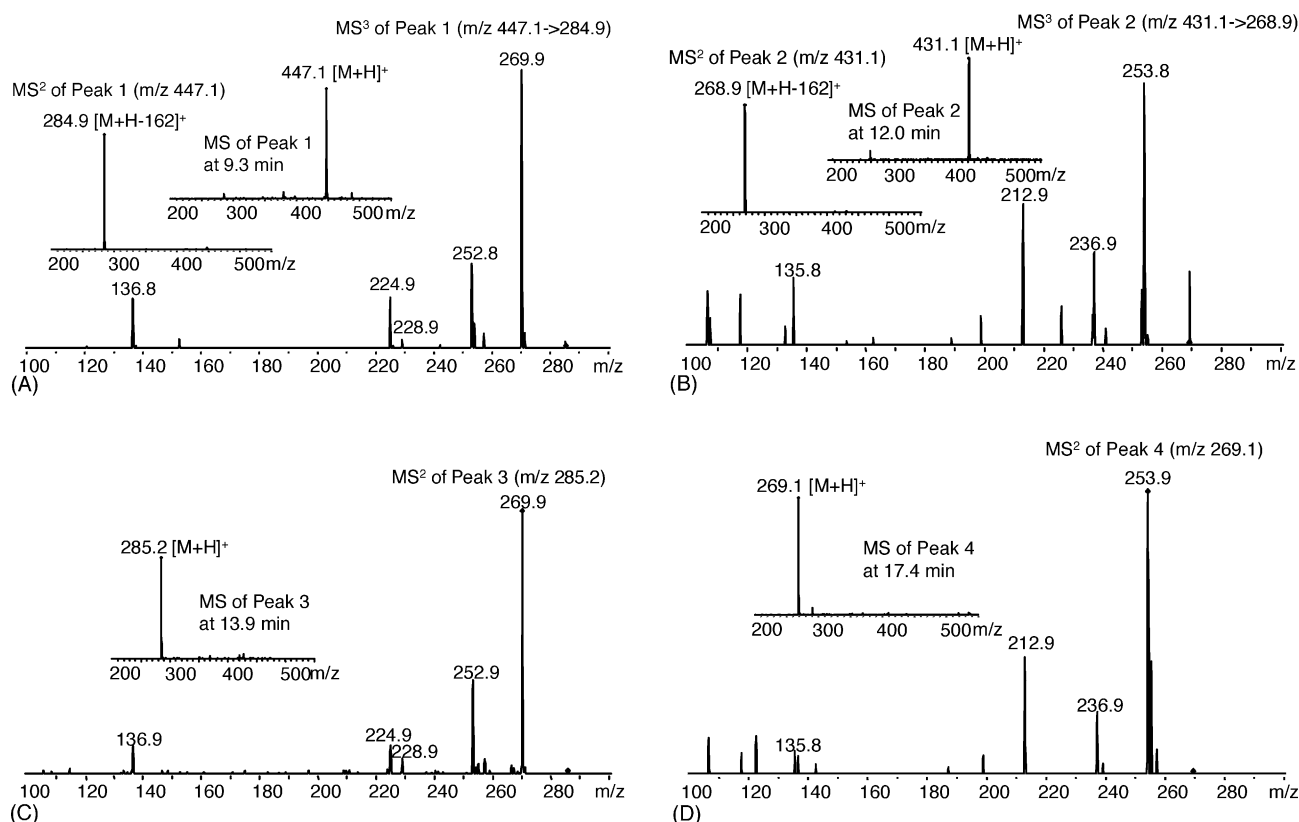 MS³ of Peak 1 (m/z 447.1->284.9)
269.9
447.1 [M+H]⁺
MS² of Peak 1 (m/z 447.1)
284.9 [M+H-162]⁺
MS of Peak 1
at 9.3 min
200 300 400 500m/z
200 300 400 500m/z
252.8
224.9
136.8
228.9
100 120 140 160 180 200 220 240 260 280 m/z
(A)
MS³ of Peak 2 (m/z 431.1->268.9)
431.1 [M+H]⁺
253.8
MS² of Peak 2 (m/z 431.1)
268.9 [M+H-162]⁺
MS of Peak 2
at 12.0 min
200 300 400 500m/z
212.9
200 300 400 500m/z
236.9
135.8
100 120 140 160 180 200 220 240 260 280 m/z
(B)
MS² of Peak 3 (m/z 285.2)
269.9
285.2 [M+H]⁺
MS of Peak 3
at 13.9 min
200 300 400 500m/z
252.9
224.9
136.9
228.9
100 120 140 160 180 200 220 240 260 280 m/z
(C)
MS² of Peak 4 (m/z 269.1)
253.9
269.1 [M+H]⁺
MS of Peak 4
at 17.4 min
200 300 400 500m/z
212.9
236.9
135.8
100 120 140 160 180 200 220 240 260 280 m/z
(D)